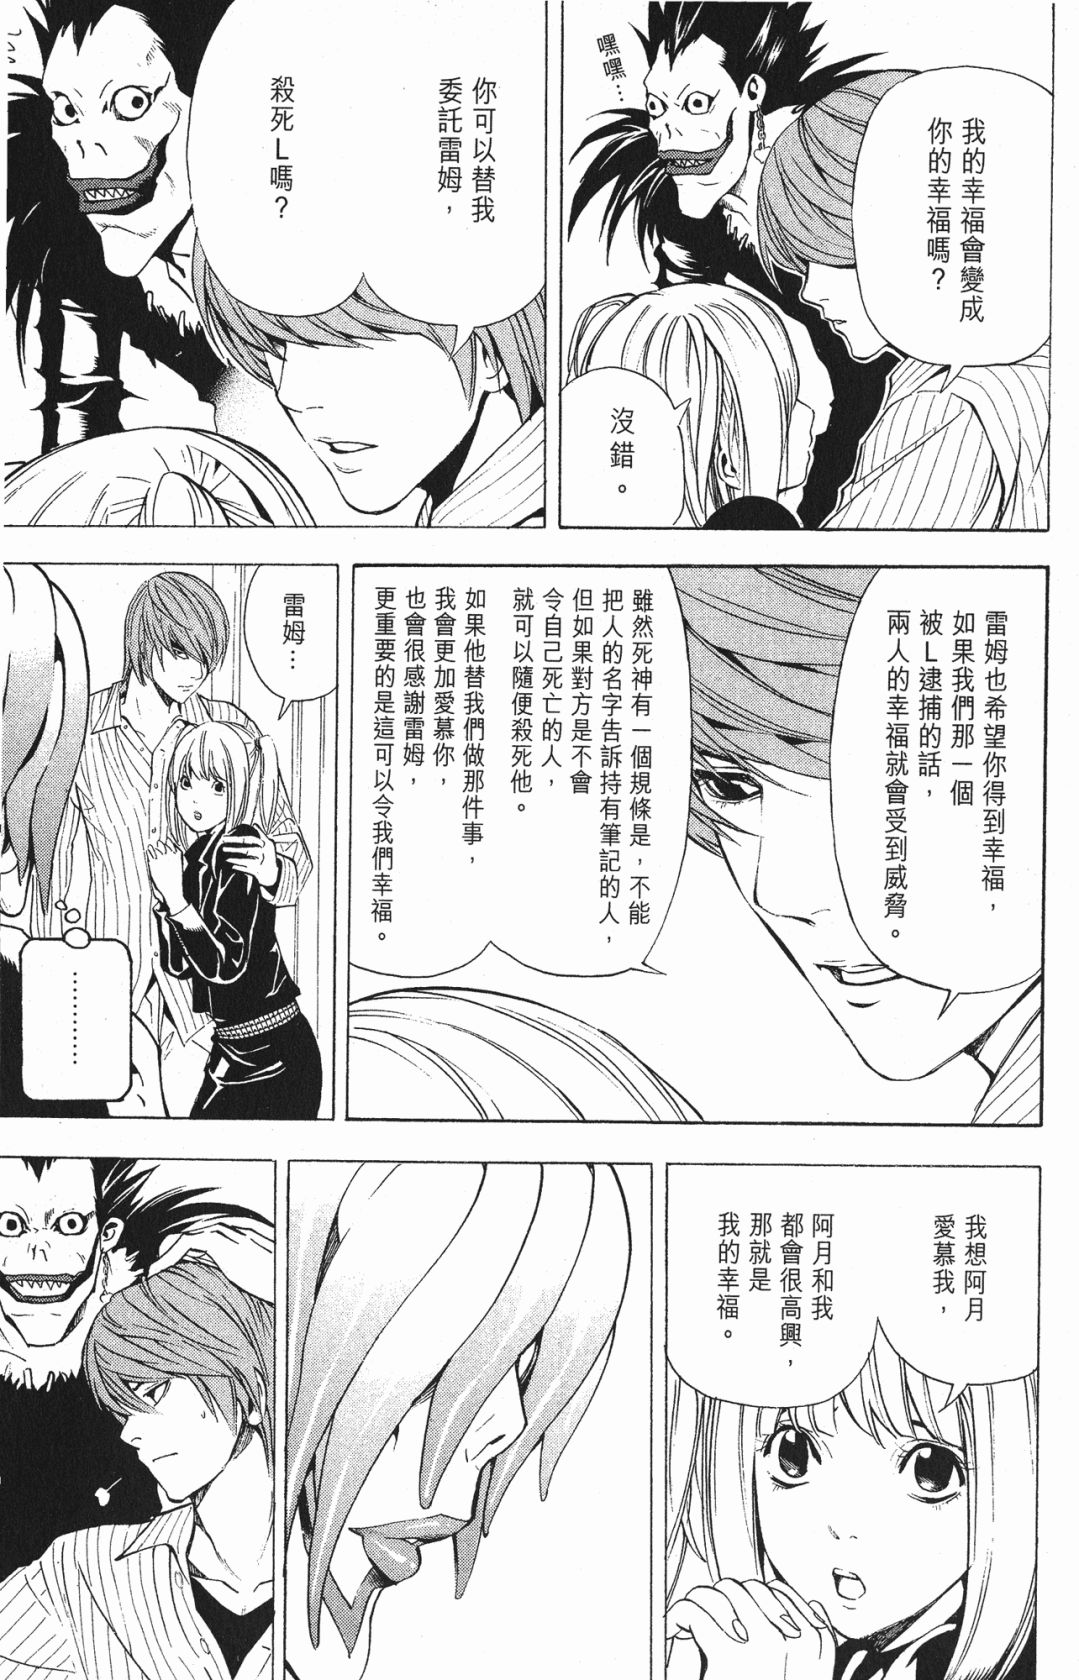 我的幸福會變成
你的幸福嗎？
嘿嘿…
沒錯。
你可以替我
委託雷姆，
殺死L嗎？
雷姆也希望你得到幸福，
如果我們那一個
被L逮捕的話，
兩人的幸福就會受到威脅。
雖然死神有一個規條是，不能
把人的名字告訴持有筆記的人，
但如果對方是不會
令自己死亡的人，
就可以隨便殺死他。
如果他替我們做那件事，
我會更加愛慕你，
也會很感謝雷姆，
更重要的是這可以令我們幸福。
雷姆…
…………
我想阿月
愛慕我，
阿月和我
都會很高興，
那就是
我的幸福。